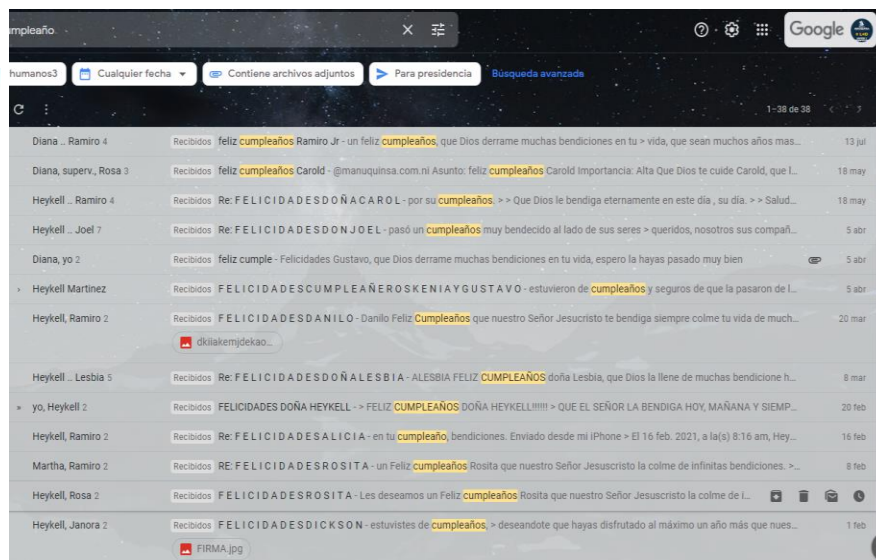 umpleaño
Google
humanos3 Cualquier fecha Contiene archivos adjuntos Para presidencia Búsqueda avanzada
1–38 de 38
Diana .. Ramiro 4 Recibidos feliz cumpleaños Ramiro Jr - un feliz cumpleaños, que Dios derrame muchas bendiciones en tu > vida, que sean muchos años mas... 13 jul
Diana, superv., Rosa 3 Recibidos feliz cumpleaños Carold - @manuquinsa.com.ni Asunto: feliz cumpleaños Carold Importancia: Alta Que Dios te cuide Carold, que l... 18 may
Heykell .. Ramiro 4 Recibidos Re: F E L I C I D A D E S D O Ñ A C A R O L - por su cumpleaños. > > Que Dios le bendiga eternamente en este día , su día. > > Salud... 18 may
Heykell .. Joel 7 Recibidos Re: F E L I C I D A D E S D O N J O E L - pasó un cumpleaños muy bendecido al lado de sus seres > queridos, nosotros sus compañ... 5 abr
Diana, yo 2 Recibidos feliz cumple - Felicidades Gustavo, que Dios derrame muchas bendiciones en tu vida, espero la hayas pasado muy bien 5 abr
Heykell Martinez Recibidos F E L I C I D A D E S C U M P L E A Ñ E R O S K E N I A Y G U S T A V O - estuvieron de cumpleaños y seguros de que la pasaron de l... 5 abr
Heykell, Ramiro 2 Recibidos F E L I C I D A D E S D A N I L O - Danilo Feliz Cumpleaños que nuestro Señor Jesucristo te bendiga siempre colme tu vida de much... 20 mar
dkiiakemjdekao...
Heykell .. Lesbia 5 Recibidos Re: F E L I C I D A D E S D O Ñ A L E S B I A - ALESBIA FELIZ CUMPLEAÑOS doña Lesbia, que Dios la llene de muchas bendicione h... 8 mar
yo, Heykell 2 Recibidos FELICIDADES DOÑA HEYKELL - > FELIZ CUMPLEAÑOS DOÑA HEYKELL!!!!!! > QUE EL SEÑOR LA BENDIGA HOY, MAÑANA Y SIEMP... 20 feb
Heykell, Ramiro 2 Recibidos Re: F E L I C I D A D E S A L I C I A - en tu cumpleaño, bendiciones. Enviado desde mi iPhone > El 16 feb. 2021, a la(s) 8:16 am, Hey... 16 feb
Martha, Ramiro 2 Recibidos RE: F E L I C I D A D E S R O S I T A - un Feliz cumpleaños Rosita que nuestro Señor Jesuscristo la colme de infinitas bendiciones. >... 8 feb
Heykell, Rosa 2 Recibidos F E L I C I D A D E S R O S I T A - Les deseamos un Feliz cumpleaños Rosita que nuestro Señor Jesuscristo la colme de i...
Heykell, Janora 2 Recibidos F E L I C I D A D E S D I C K S O N - estuvistes de cumpleaños, > deseandote que hayas disfrutado al máximo un año más que nues... 1 feb
FIRMA.jpg